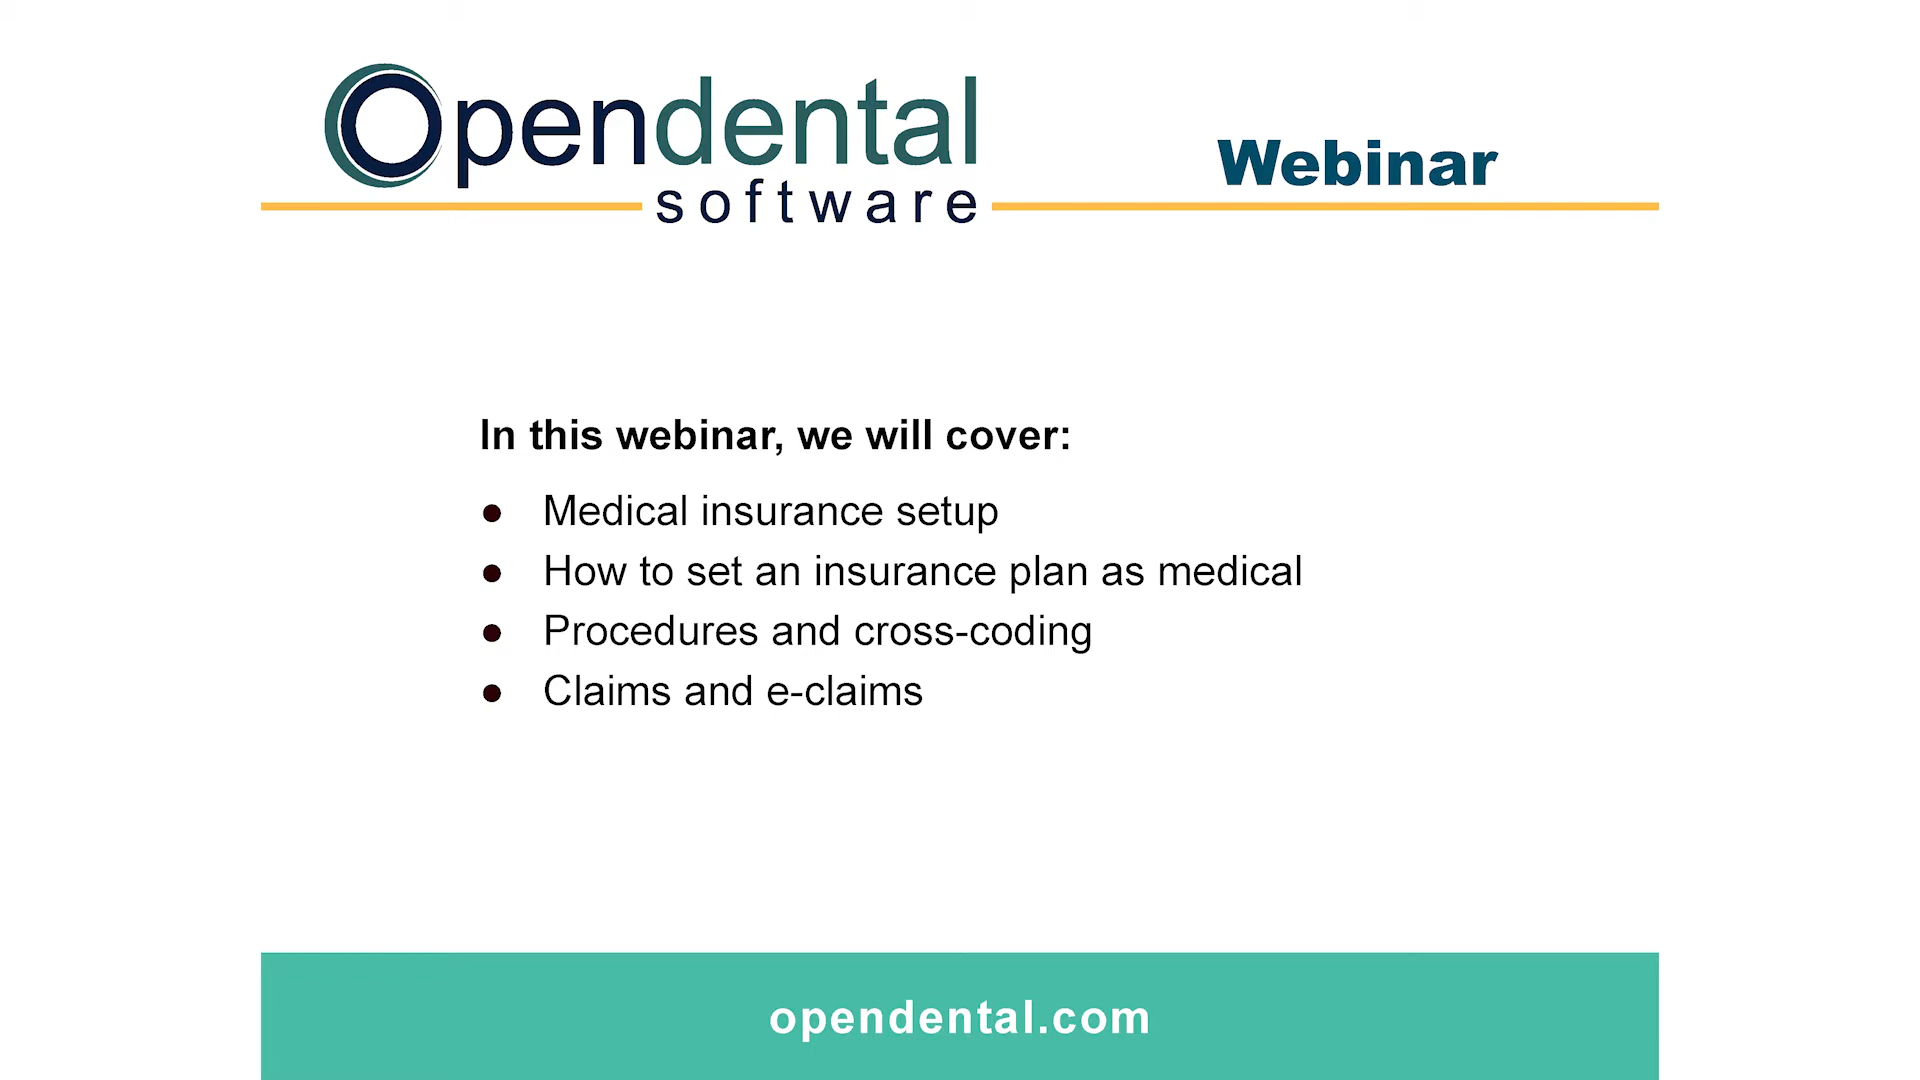 Opendental
software
Webinar
In this webinar, we will cover:
● Medical insurance setup
● How to set an insurance plan as medical
● Procedures and cross-coding
● Claims and e-claims
opendental.com